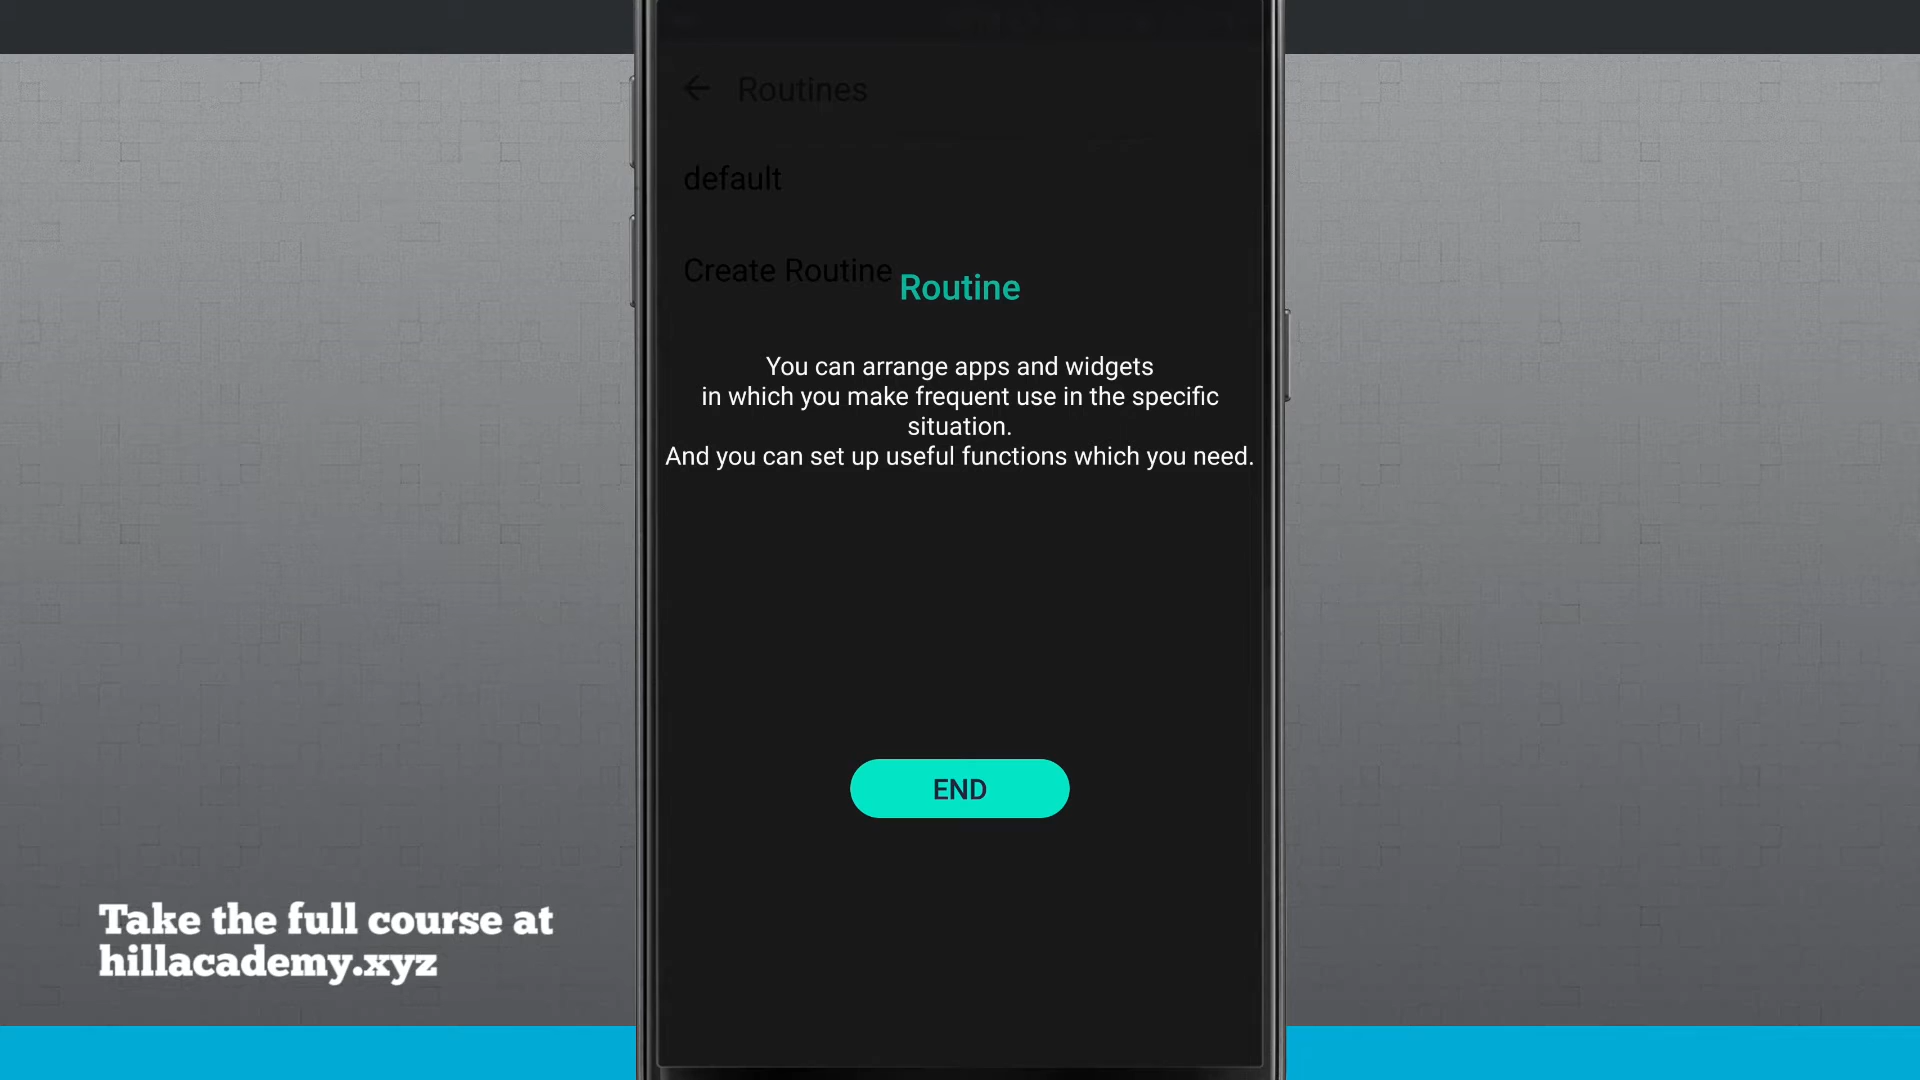 Routines
default
Create Routine
Routine
You can arrange apps and widgets
in which you make frequent use in the specific
situation.
And you can set up useful functions which you need.
END
Take the full course at
hillacademy.xyz